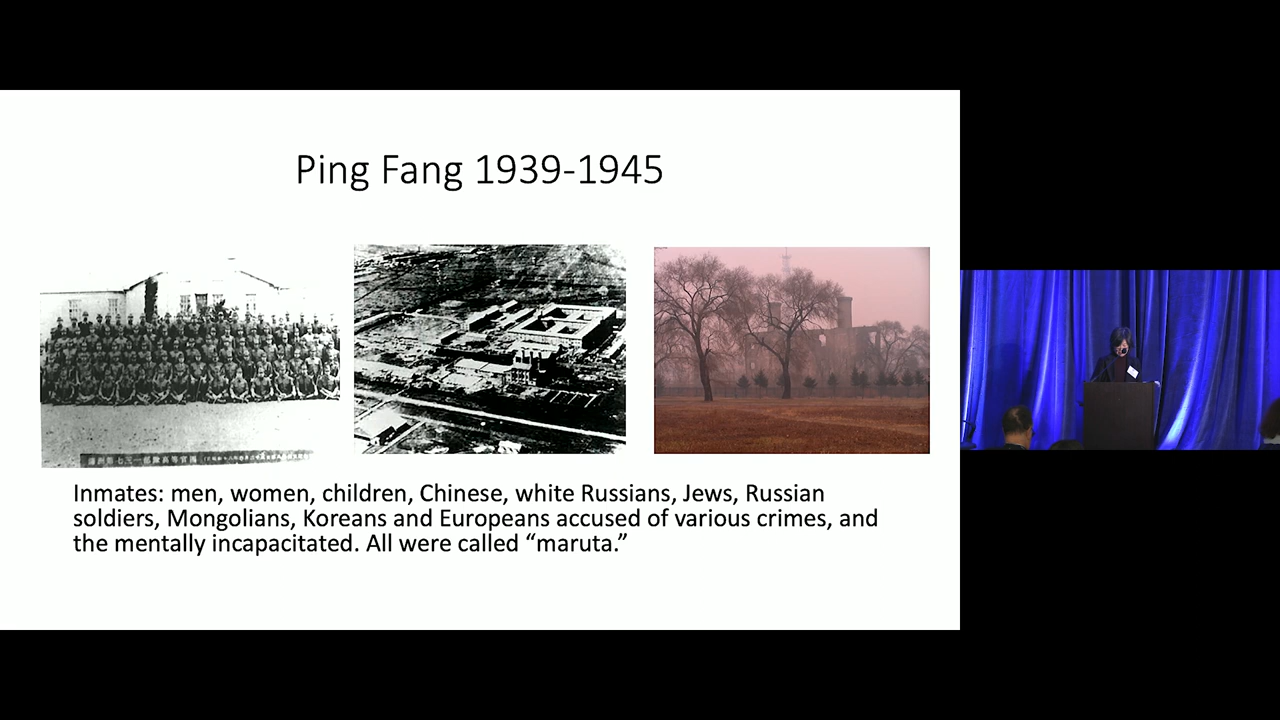 Ping Fang 1939-1945
Inmates: men, women, children, Chinese, white Russians, Jews, Russian
soldiers, Mongolians, Koreans and Europeans accused of various crimes, and
the mentally incapacitated. All were called “maruta.”